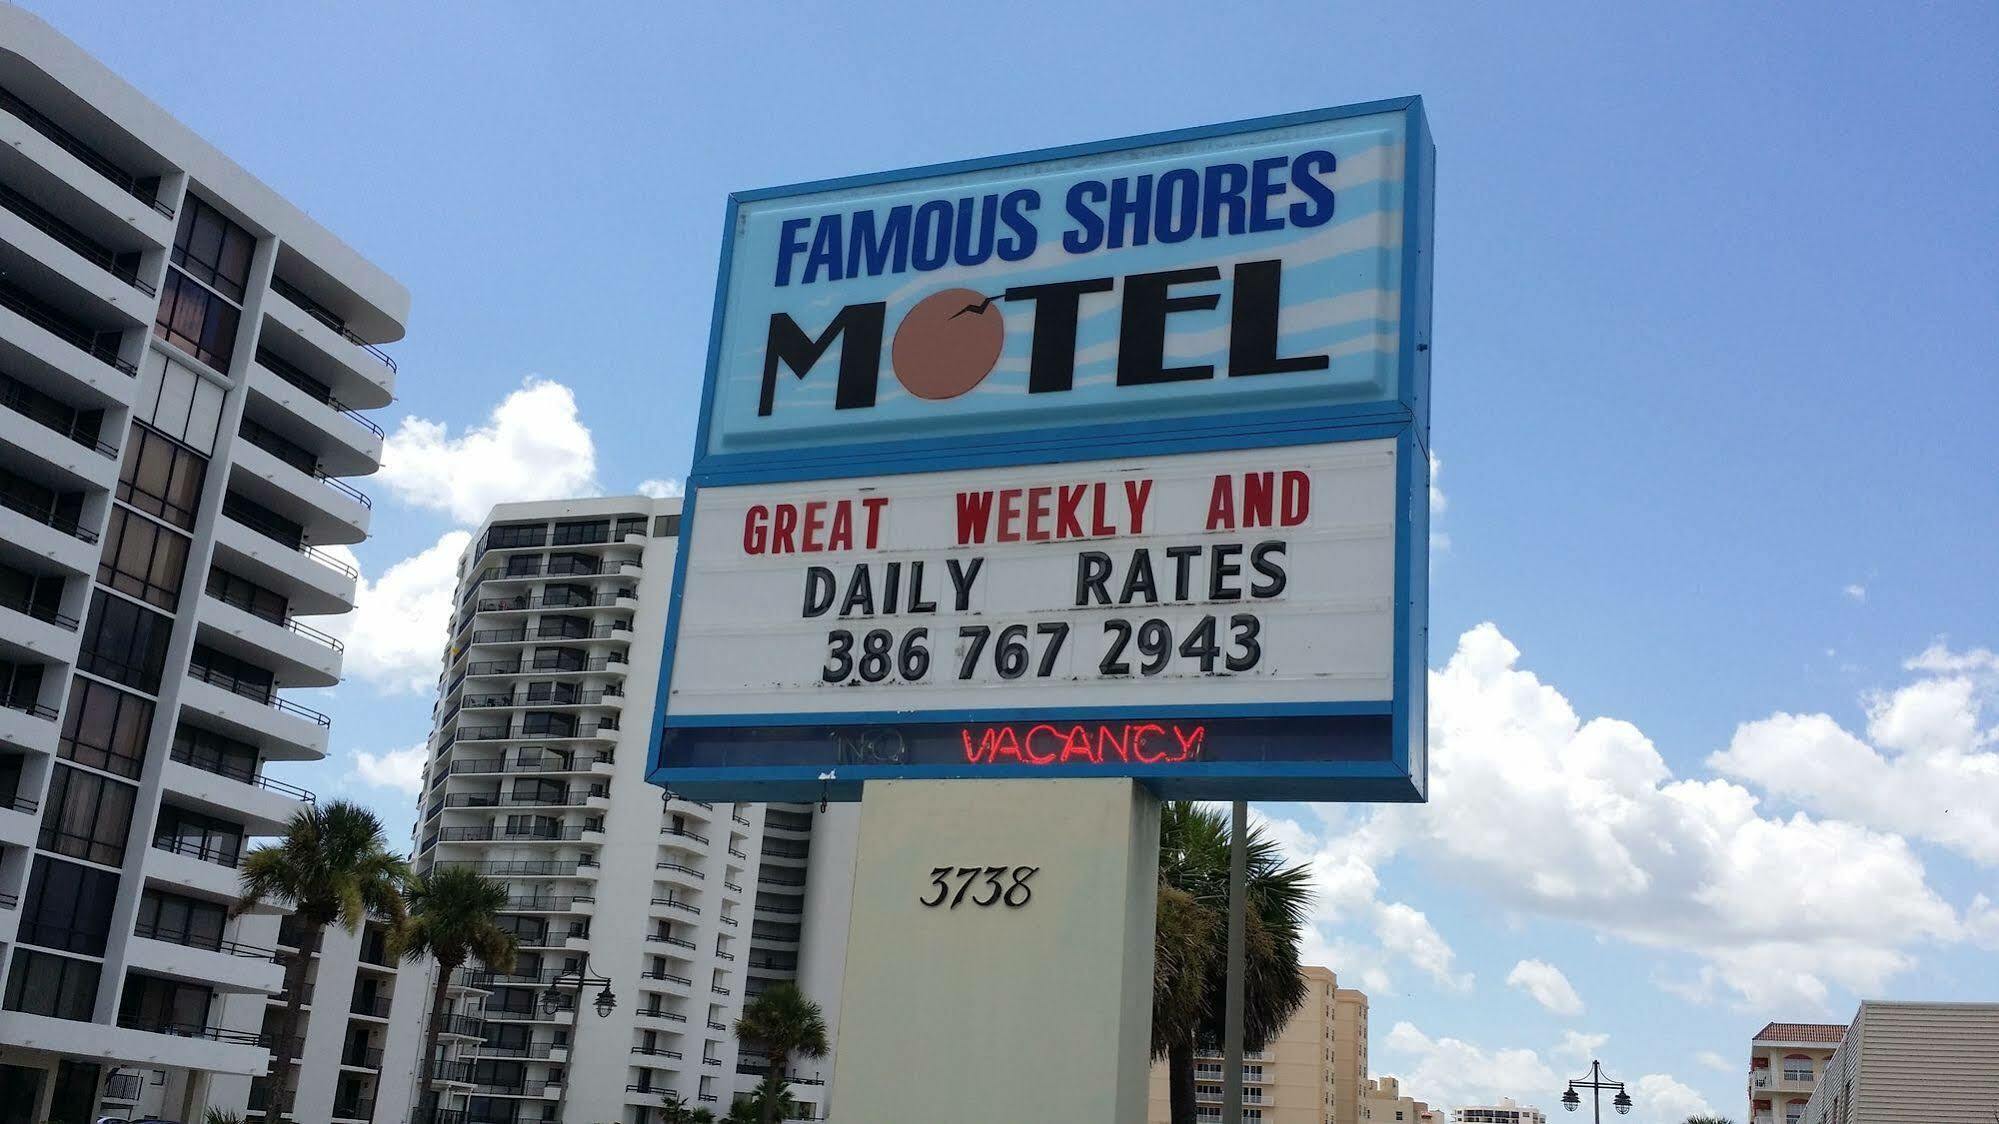 FAMOUS SHORES
MOTEL
GREAT WEEKLY AND
DAILY RATES
386 767 2943
NO VACANCY
3738